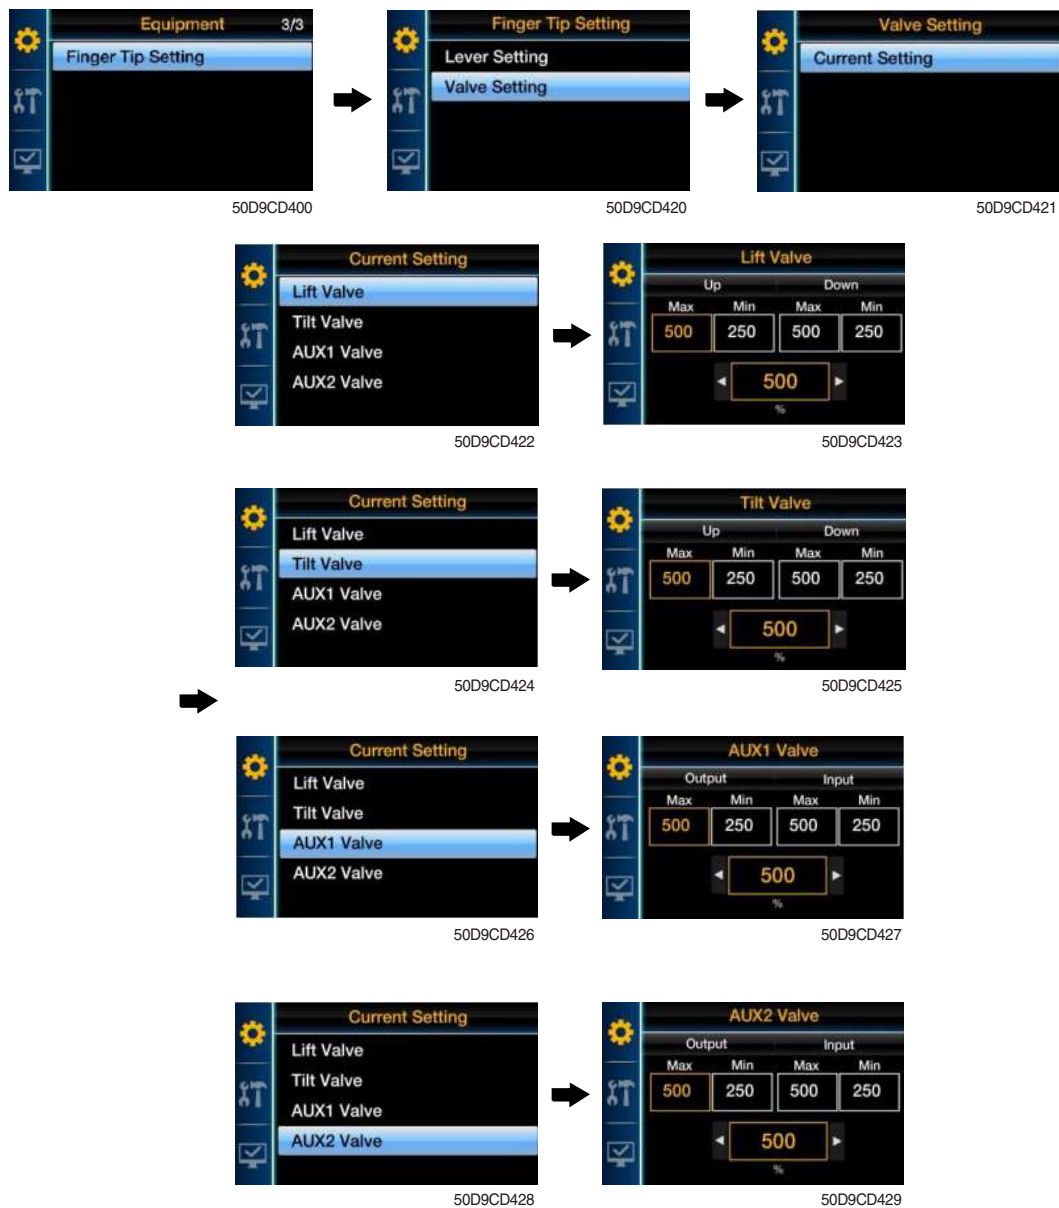 Equipment 3/3
Finger Tip Setting
50D9CD400
Finger Tip Setting
Lever Setting
Valve Setting
50D9CD420
Valve Setting
Current Setting
50D9CD421
Current Setting
Lift Valve
Tilt Valve
AUX1 Valve
AUX2 Valve
50D9CD422
Lift Valve
Up Down
Max Min Max Min
500 250 500 250
500
%
50D9CD423
Current Setting
Lift Valve
Tilt Valve
AUX1 Valve
AUX2 Valve
50D9CD424
Tilt Valve
Up Down
Max Min Max Min
500 250 500 250
500
%
50D9CD425
Current Setting
Lift Valve
Tilt Valve
AUX1 Valve
AUX2 Valve
50D9CD426
AUX1 Valve
Output Input
Max Min Max Min
500 250 500 250
500
%
50D9CD427
Current Setting
Lift Valve
Tilt Valve
AUX1 Valve
AUX2 Valve
50D9CD428
AUX2 Valve
Output Input
Max Min Max Min
500 250 500 250
500
%
50D9CD429